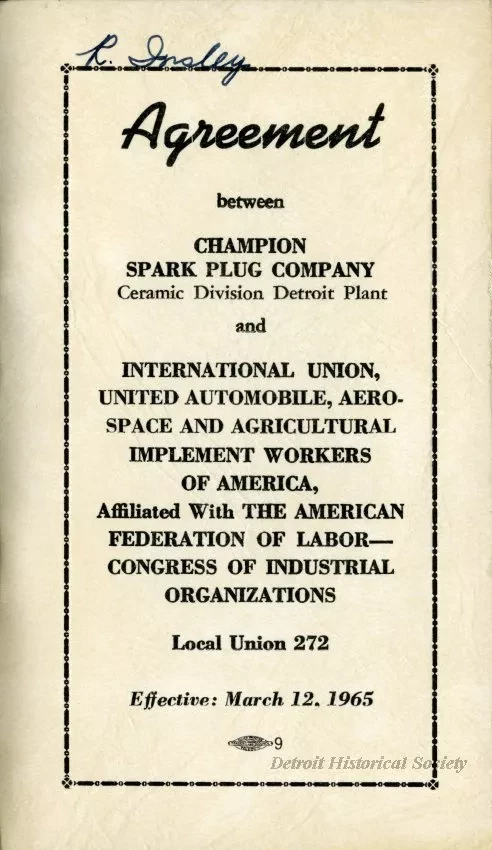 R. Insley
Agreement
between
CHAMPION
SPARK PLUG COMPANY
Ceramic Division Detroit Plant
and
INTERNATIONAL UNION,
UNITED AUTOMOBILE, AERO-
SPACE AND AGRICULTURAL
IMPLEMENT WORKERS
OF AMERICA,
Affiliated With THE AMERICAN
FEDERATION OF LABOR—
CONGRESS OF INDUSTRIAL
ORGANIZATIONS
Local Union 272
Effective: March 12, 1965
9
Detroit Historical Society